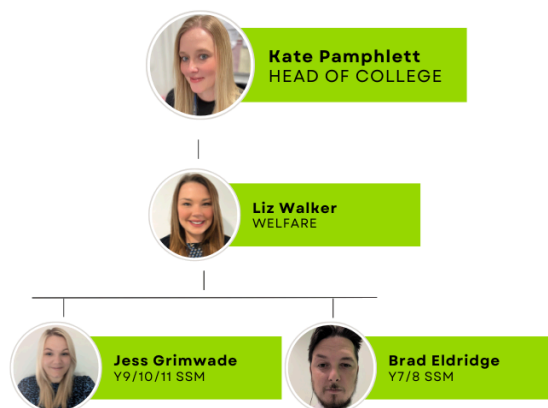 Kate Pamphlett
HEAD OF COLLEGE
Liz Walker
WELFARE
Jess Grimwade
Y9/10/11 SSM
Brad Eldridge
Y7/8 SSM